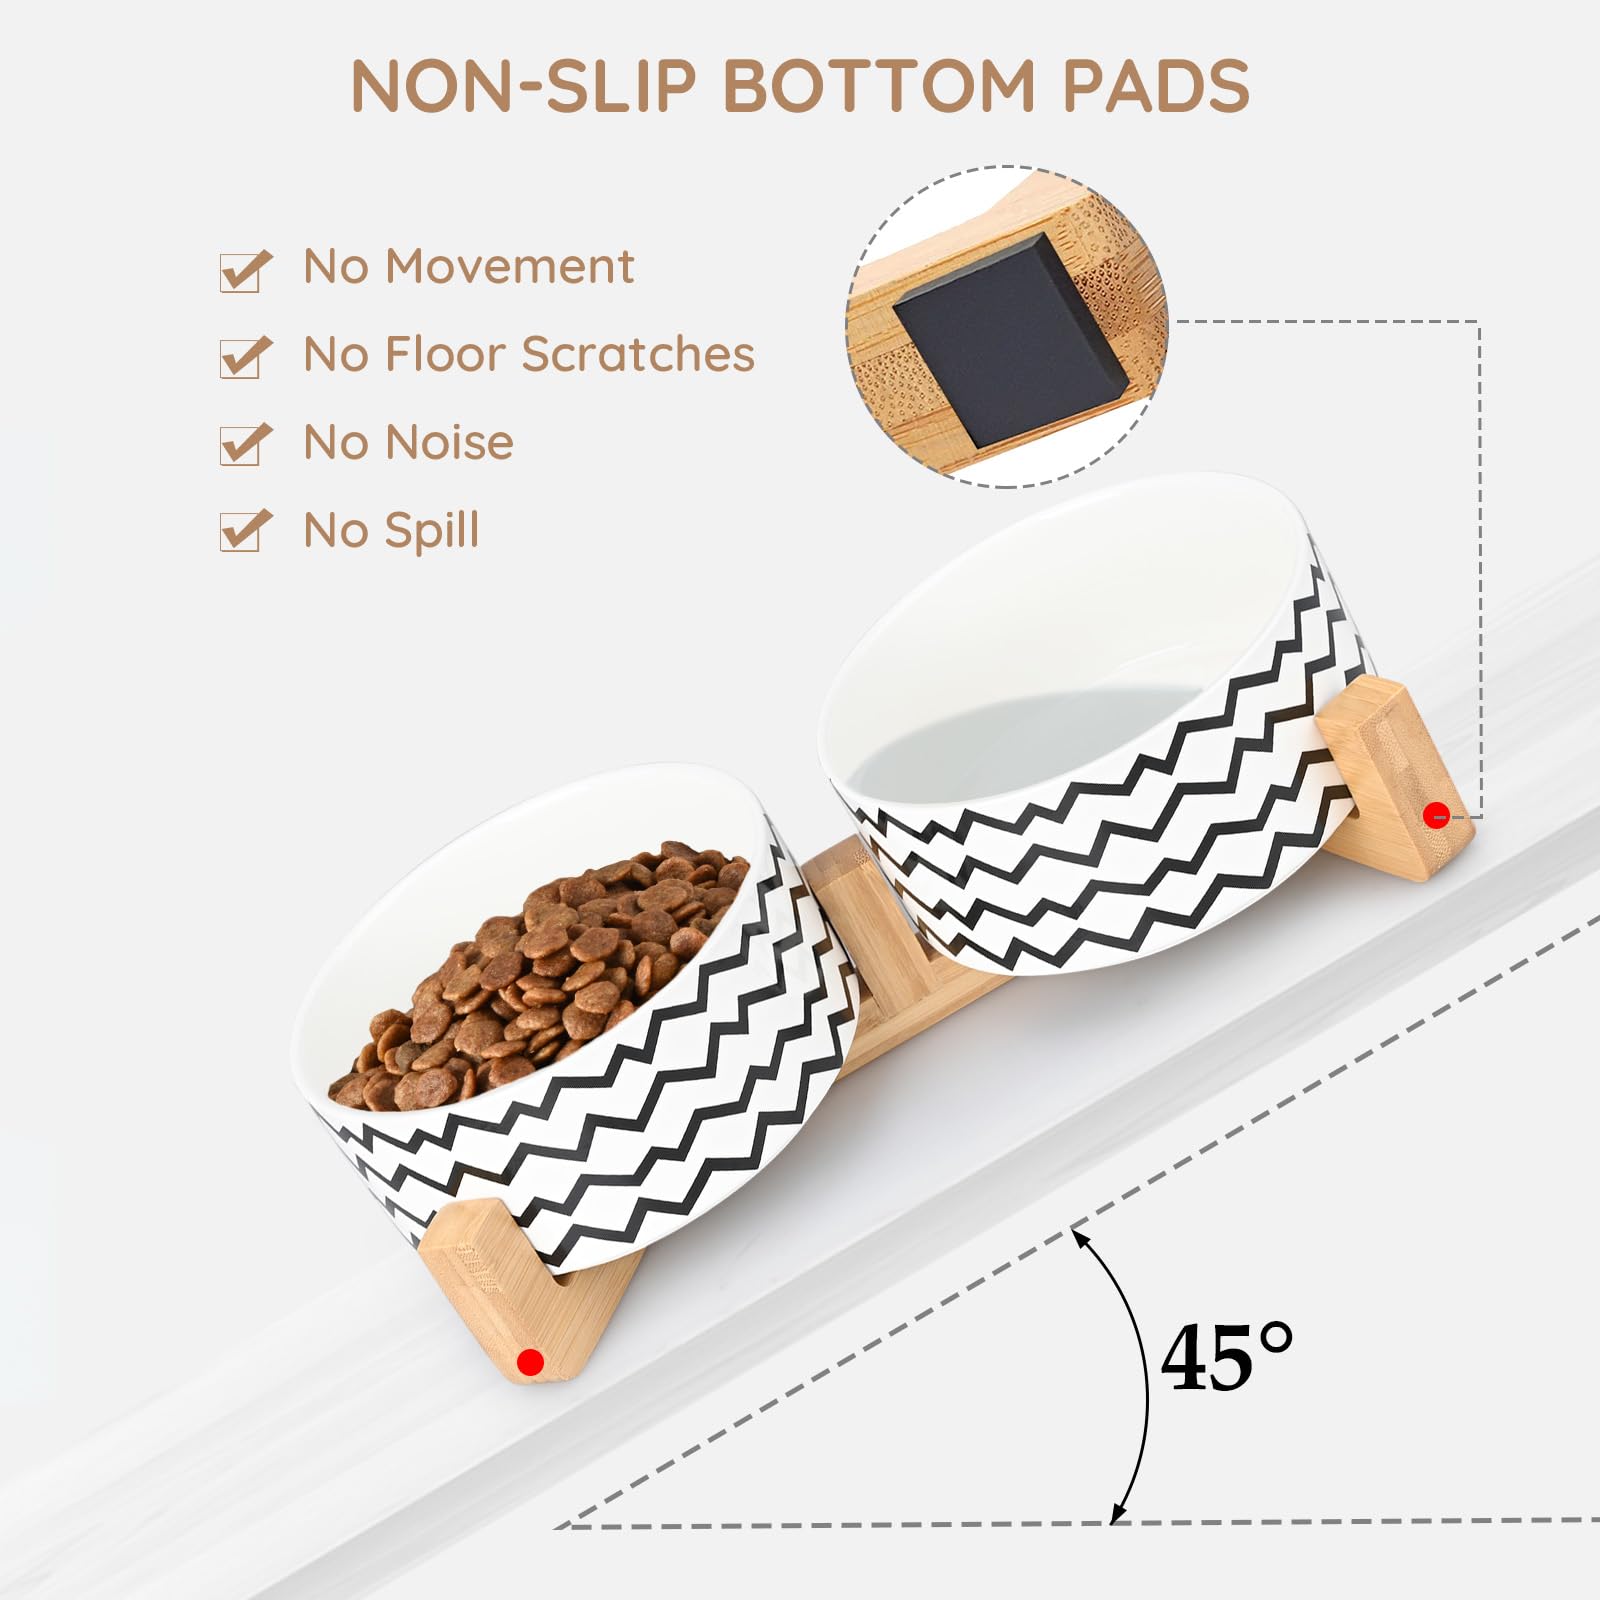 NON-SLIP BOTTOM PADS
No Movement
No Floor Scratches
No Noise
No Spill
45°